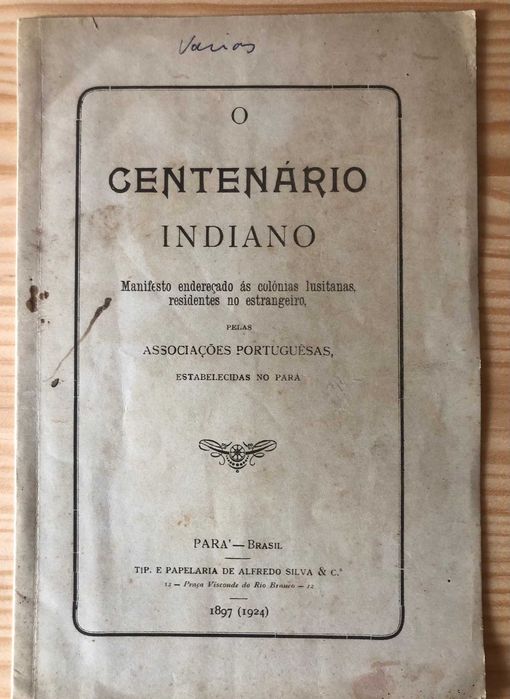 Varios
O
CENTENÁRIO
INDIANO
Manifesto endereçado ás colónias lusitanas,
residentes no estrangeiro,
PELAS
ASSOCIAÇÕES PORTUGUÊSAS,
ESTABELECIDAS NO PARÁ
PARA'—BRASIL
TIP. E PAPELARIA DE ALFREDO SILVA & C.ª
12 — Praça Visconde do Rio Branco — 12
1897 (1924)